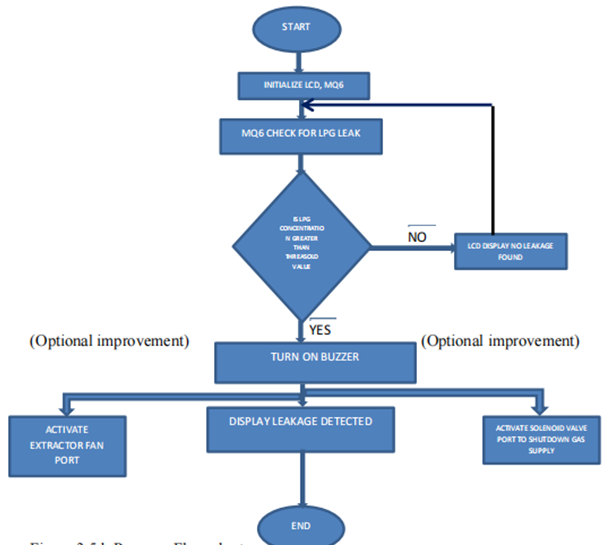 START
INITIALIZE LCD, MQ6
MQ6 CHECK FOR LPG LEAK
IS LPG
CONCENTRATIO
N GREATER
THAN
THREASOLD
VALUE
NO
LCD DISPLAY NO LEAKAGE
FOUND
YES
(Optional improvement)
(Optional improvement)
TURN ON BUZZER
ACTIVATE
EXTRACTOR FAN
PORT
DISPLAY LEAKAGE DETECTED
ACTIVATE SOLENOID VALVE
PORT TO SHUTDOWN GAS
SUPPLY
END